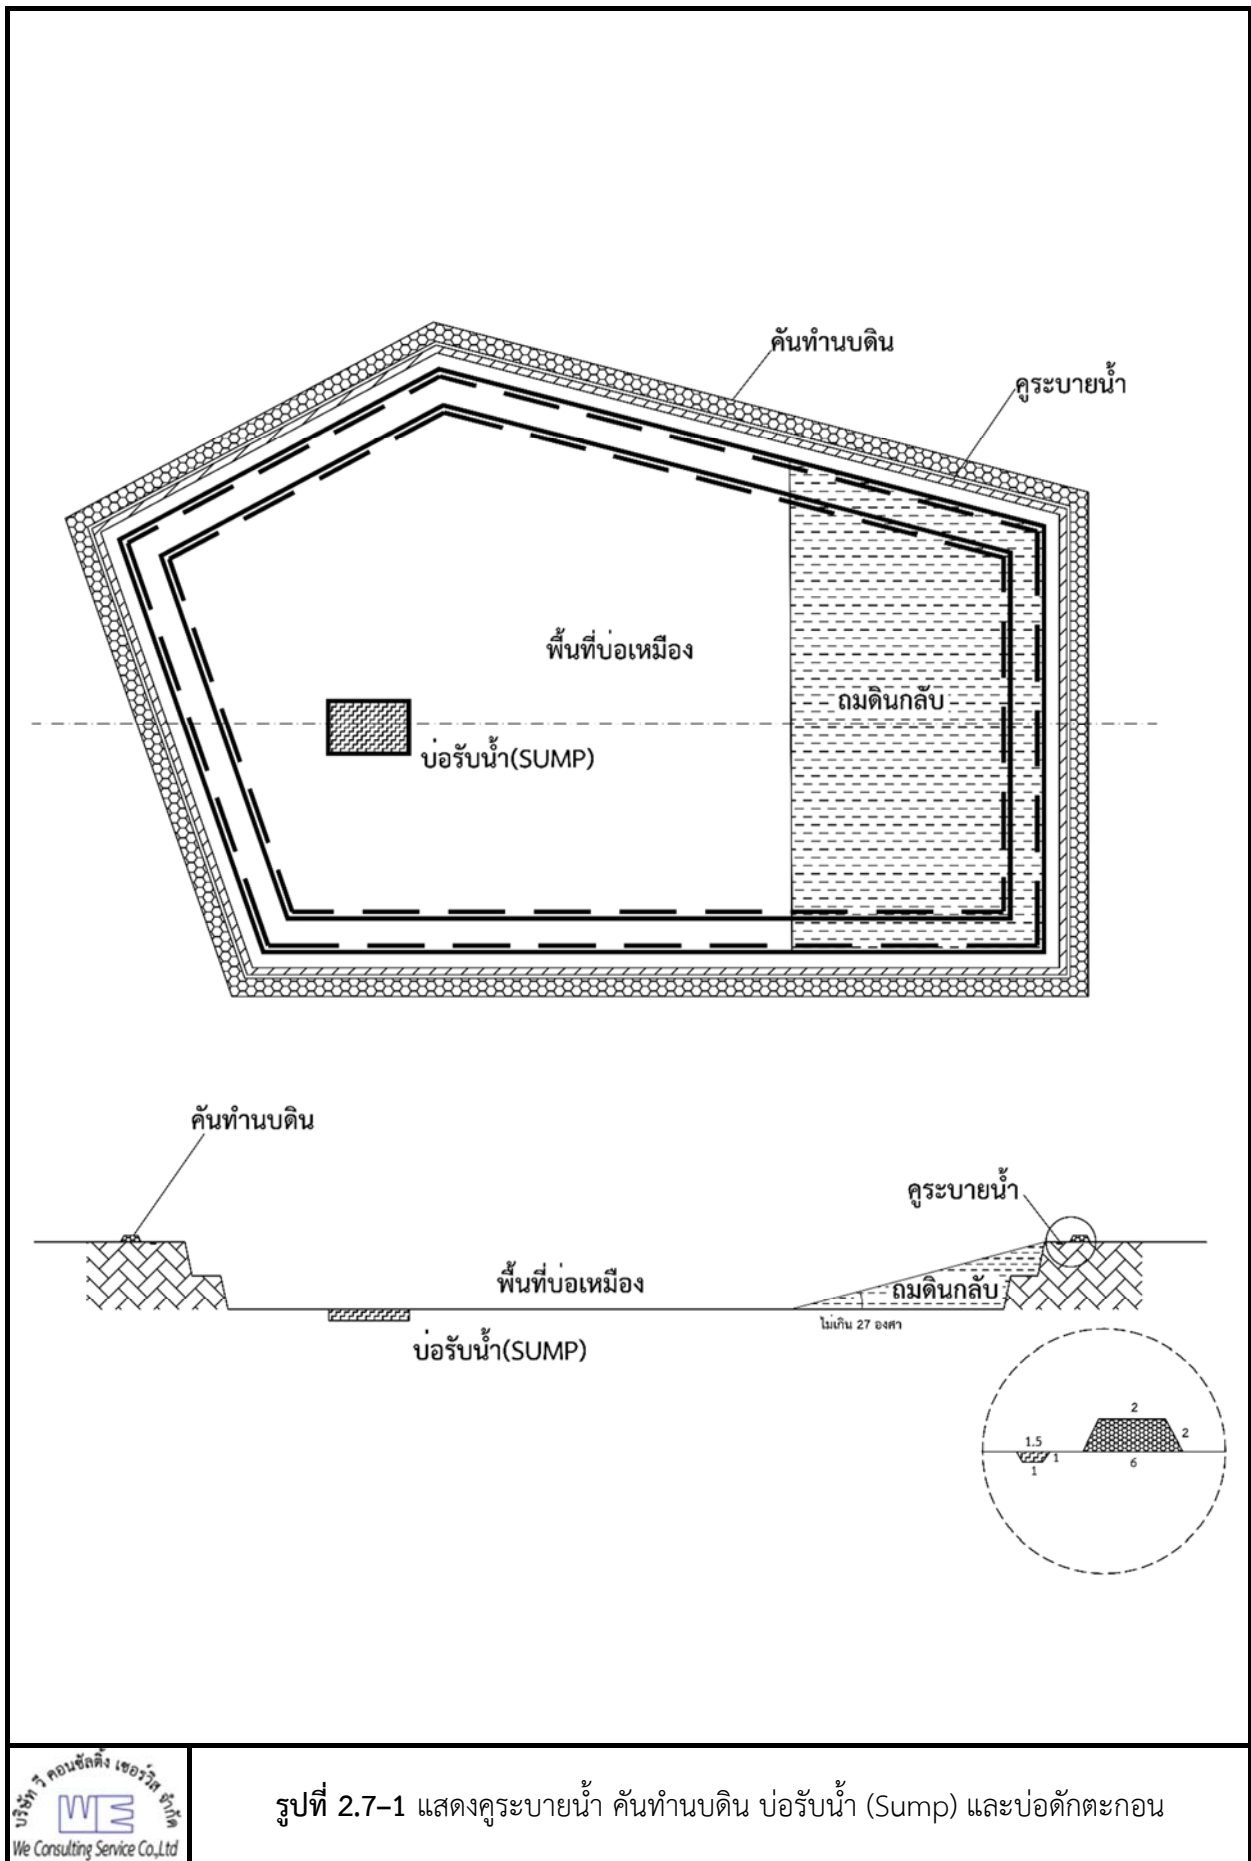 คันทำนบดิน
คูระบายน้ำ
พื้นที่บ่อเหมือง
ถมดินกลับ
บ่อรับน้ำ(SUMP)
คันทำนบดิน
คูระบายน้ำ
พื้นที่บ่อเหมือง
ถมดินกลับ
ไม่เกิน 27 องศา
บ่อรับน้ำ(SUMP)
2
2
1.5
1
6
1
บริษัท วี คอนซัลติ้ง เซอร์วิส จำกัด
WE
We Consulting Service Co.,Ltd
รูปที่ 2.7–1 แสดงคูระบายน้ำ คันทำนบดิน บ่อรับน้ำ (Sump) และบ่อดักตะกอน